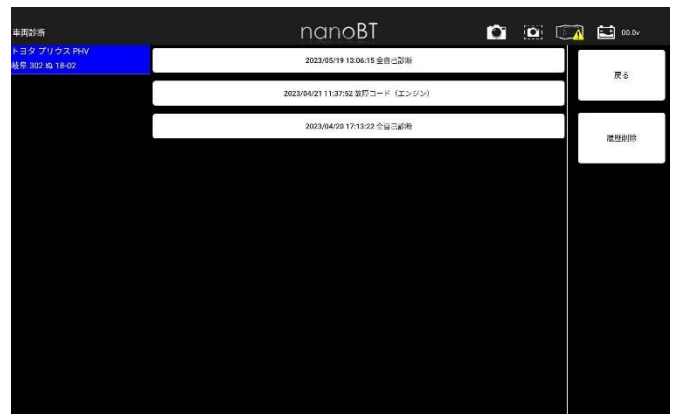 車両診断
nanoBT
00.0v
トヨタ プリウス PHV
岐阜 302 ぬ 18-02
2023/05/19 13:06:15 全自己診断
2023/04/21 11:37:52 故障コード（エンジン）
2023/04/20 17:13:22 全自己診断
戻る
履歴削除